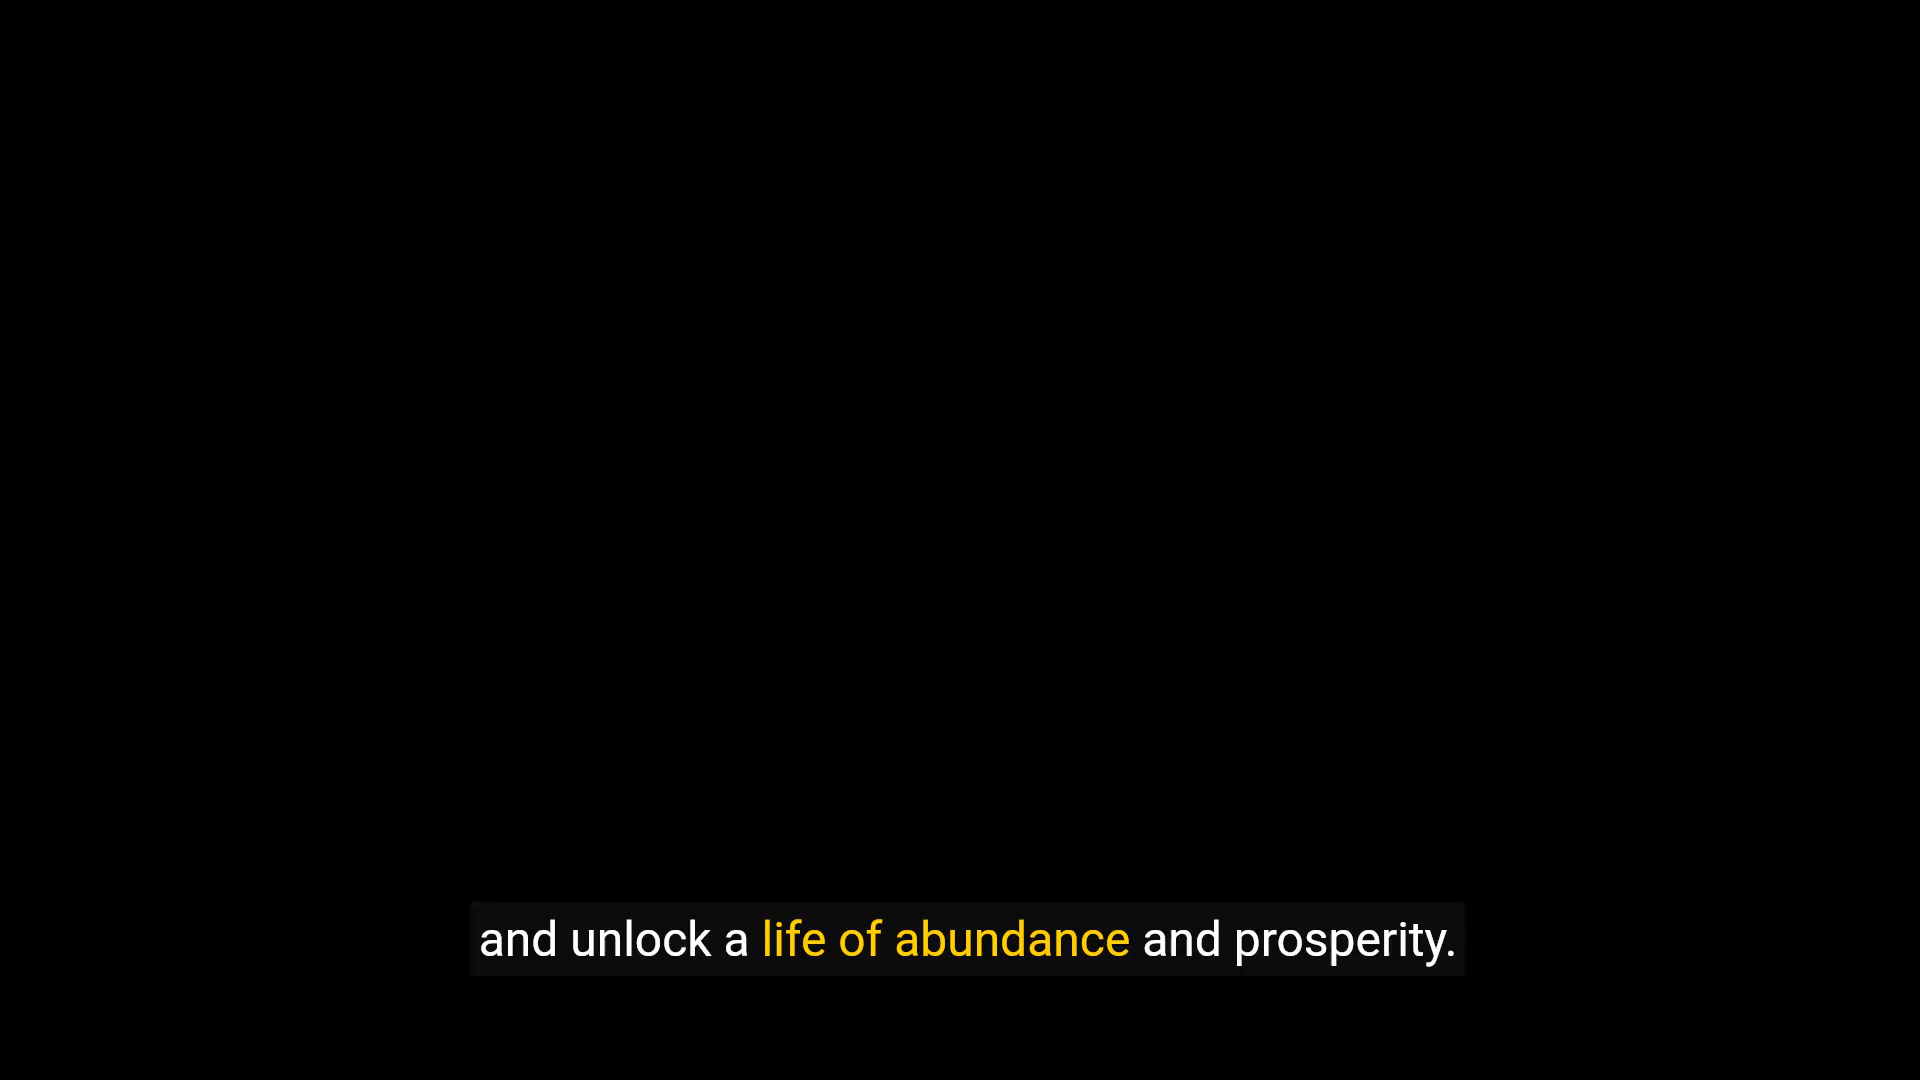 and unlock a life of abundance and prosperity.